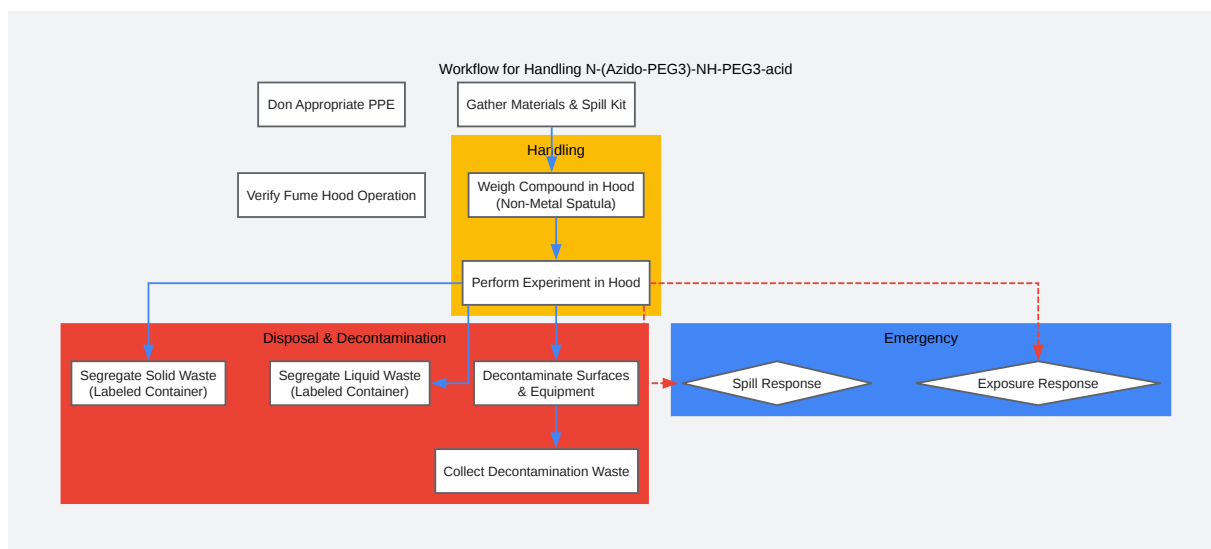 Workflow for Handling N-(Azido-PEG3)-NH-PEG3-acid
Don Appropriate PPE
Gather Materials & Spill Kit
Handling
Verify Fume Hood Operation
Weigh Compound in Hood
(Non-Metal Spatula)
Perform Experiment in Hood
Disposal & Decontamination
Emergency
Segregate Solid Waste
(Labeled Container)
Segregate Liquid Waste
(Labeled Container)
Decontaminate Surfaces
& Equipment
Spill Response
Exposure Response
Collect Decontamination Waste